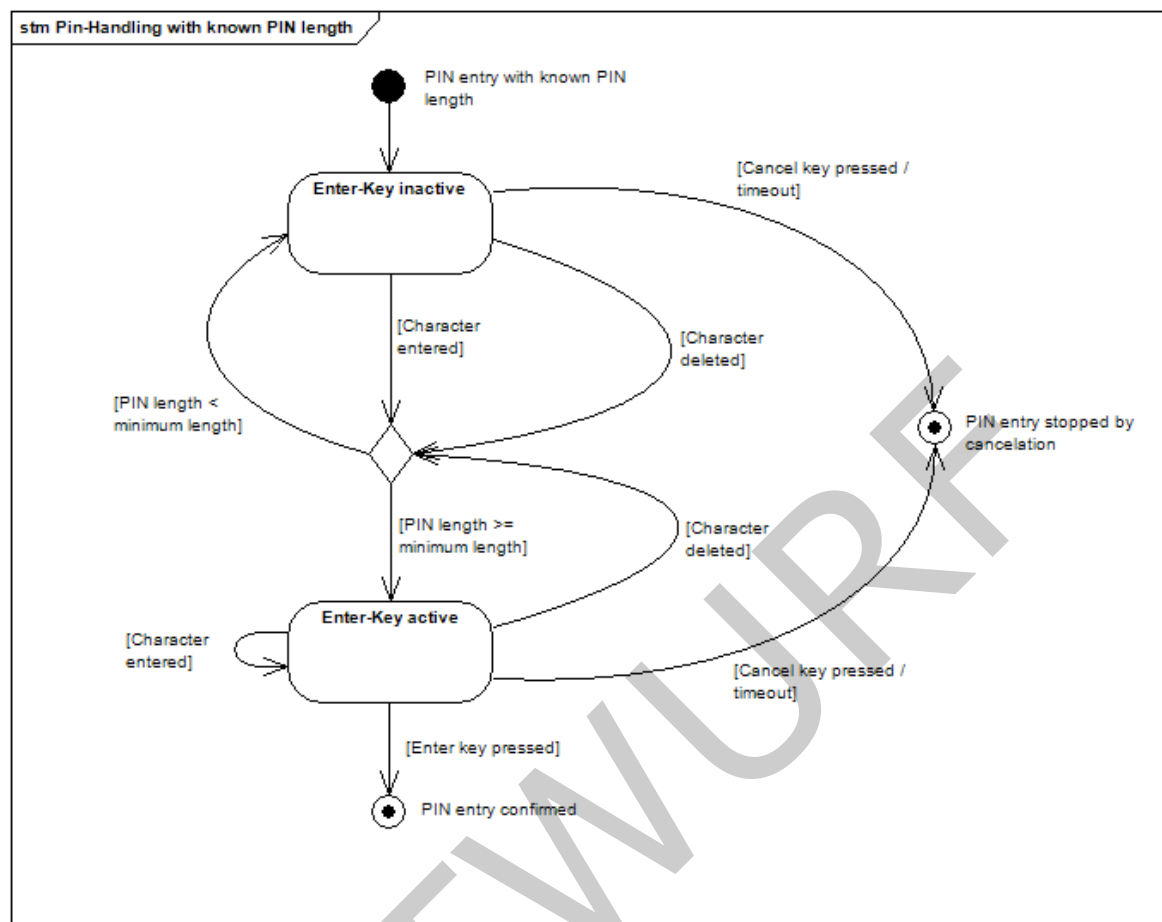 stm Pin-Handling with known PIN length
PIN entry with known PIN
length
[Cancel key pressed /
timeout]
Enter-Key inactive
[Character
entered]
[Character
deleted]
[PIN length <
minimum length]
PIN entry stopped by
cancelation
[PIN length >=
minimum length]
[Character
deleted]
Enter-Key active
[Character
entered]
[Cancel key pressed /
timeout]
[Enter key pressed]
PIN entry confirmed
TWURF